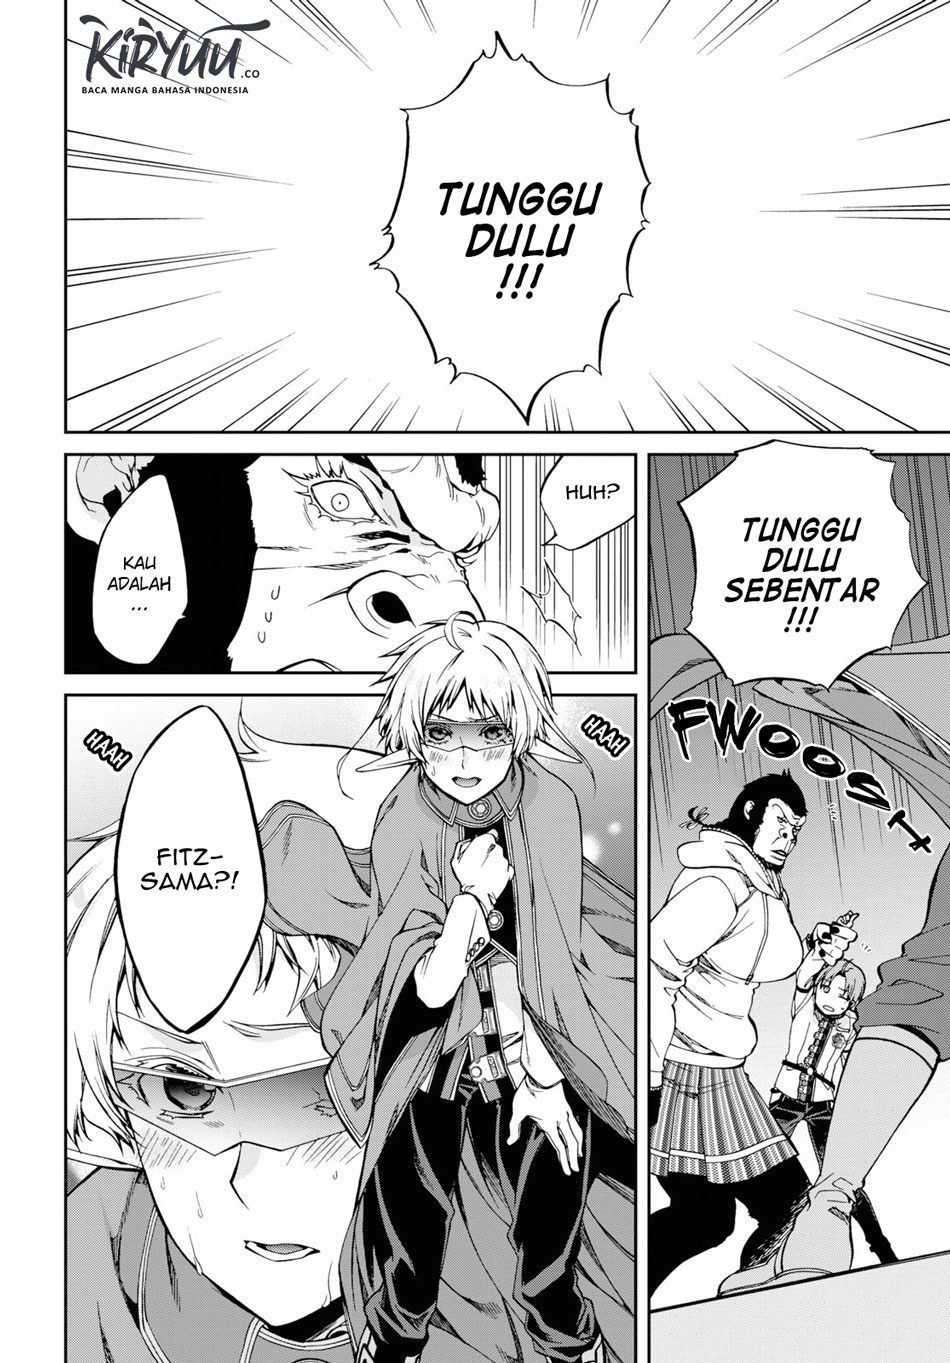 KIRYUU.CO
BACA MANGA BAHASA INDONESIA
TUNGGU
DULU
!!!
TUNGGU
DULU
SEBENTAR
!!!
FWOOSH
HUH?
KAU
ADALAH
...
HAAH
HAAH
FITZ-
SAMA?!